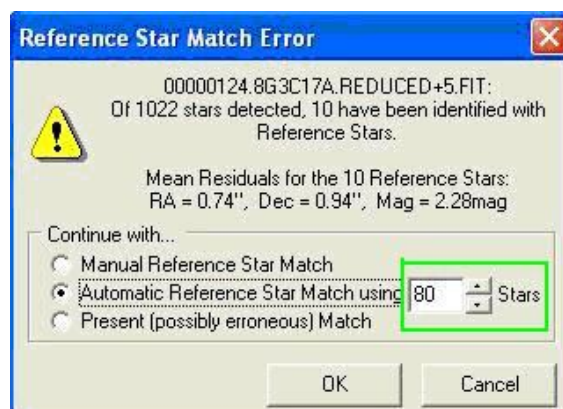 Reference Star Match Error
00000124.8G3C17A.REDUCED+5.FIT:
Of 1022 stars detected, 10 have been identified with
Reference Stars.
Mean Residuals for the 10 Reference Stars:
RA = 0.74", Dec = 0.94", Mag = 2.28mag
Continue with...
Manual Reference Star Match
Automatic Reference Star Match using 80 Stars
Present (possibly erroneous) Match
OK Cancel